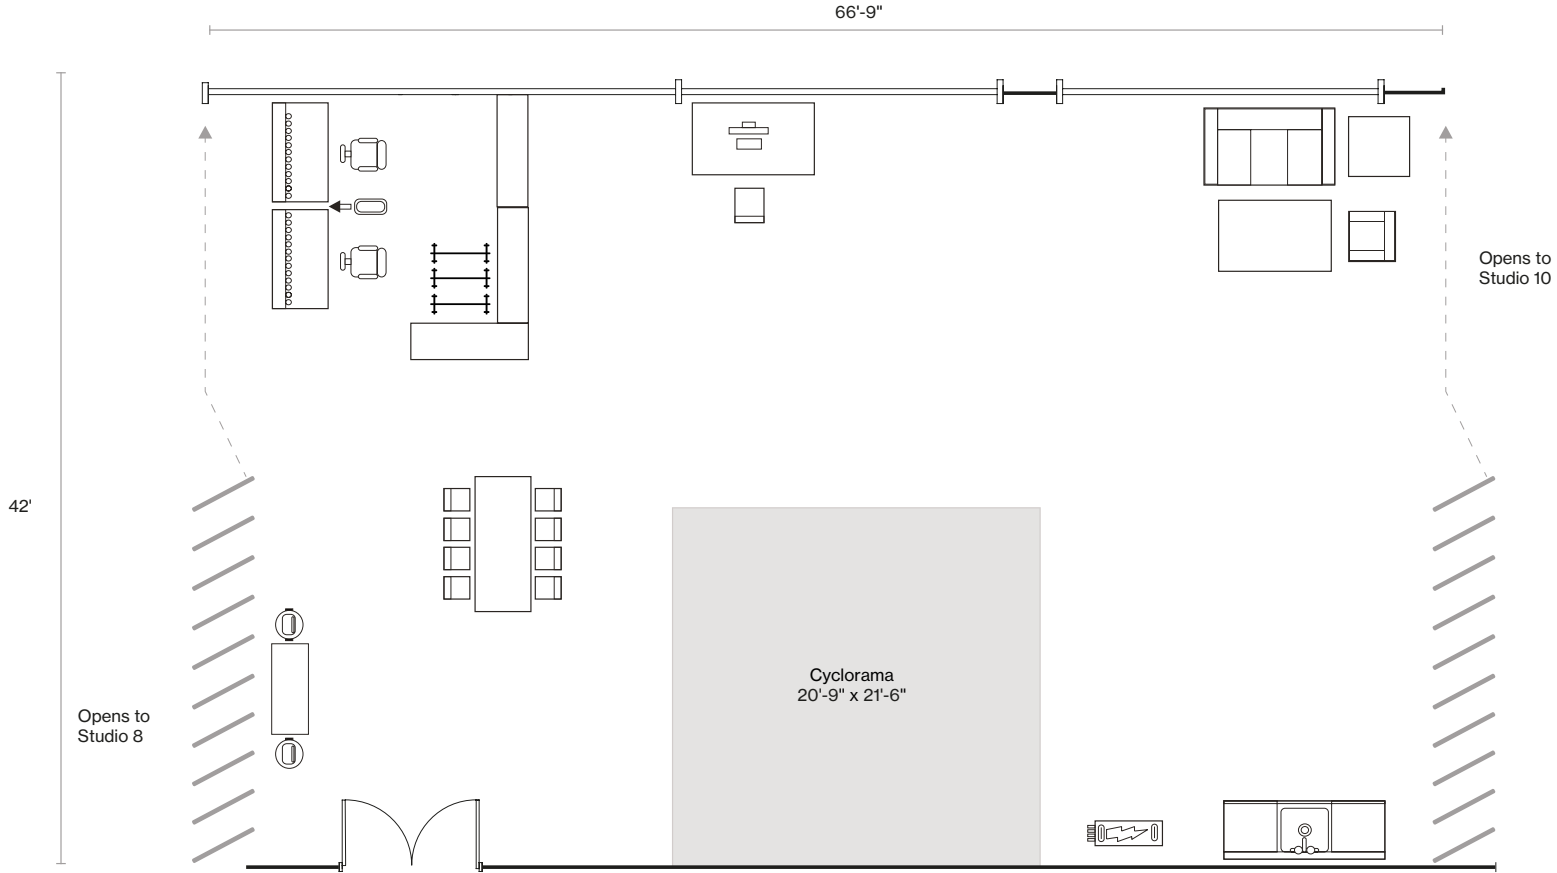 66'-9"
Opens to
Studio 10
42'
Cyclorama
20'-9" x 21'-6"
Opens to
Studio 8